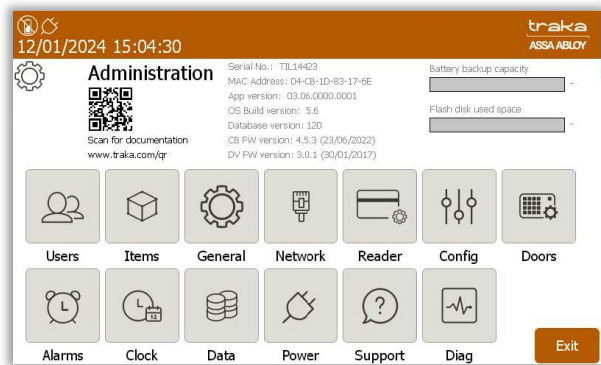 traka
12/01/2024 15:04:30
ASSA ABLOY
Administration
Scan for documentation
www.traka.com/qr
Serial No.: TIL14423
MAC Address: 04-CB-1D-83-17-6E
App version: 03.06.0000.0001
OS Build version: 5.6
Database version: 120
CB FW version: 4.5.3 (23/06/2022)
DV FW version: 3.0.1 (30/01/2017)
Battery backup capacity
-
Flash disk used space
-
Users Items General Network Reader Config Doors
12
Alarms Clock Data Power Support Diag
Exit